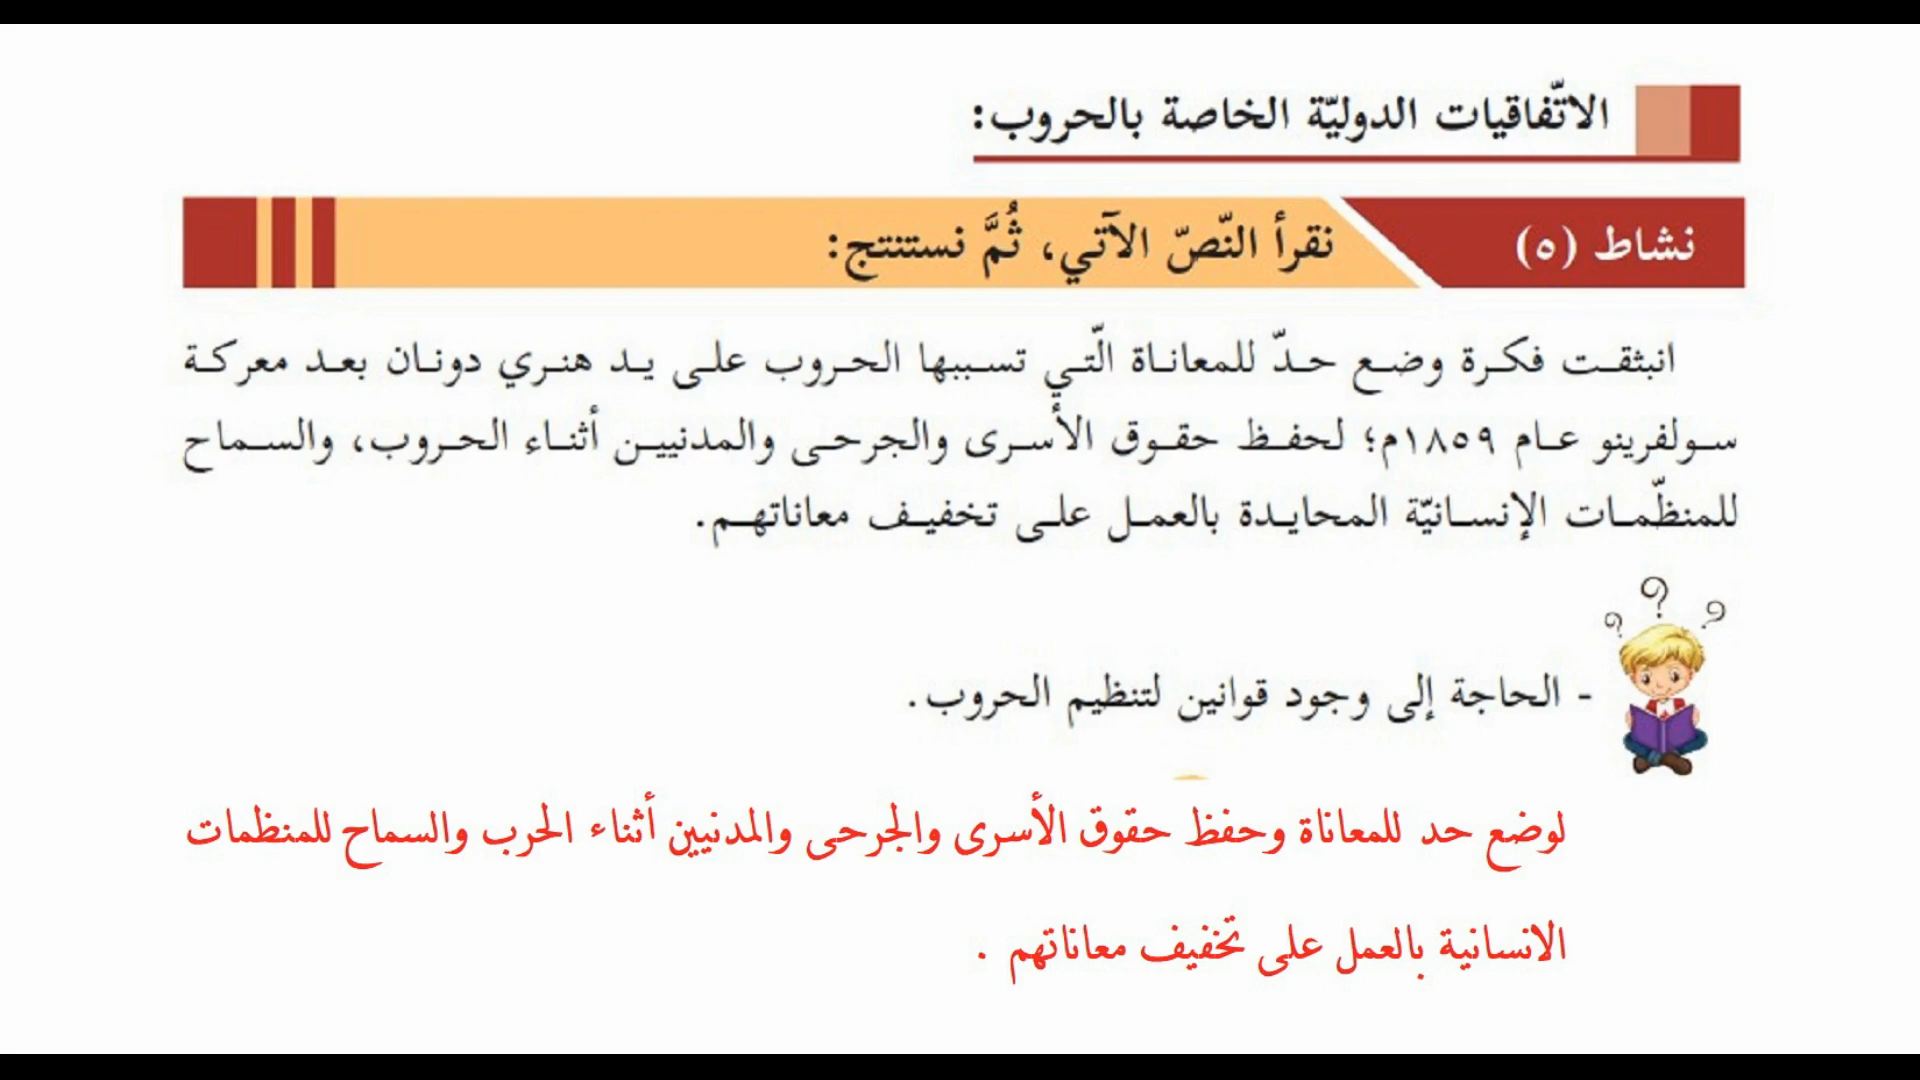 الاتّفاقيات الدوليّة الخاصة بالحروب:
نشاط (٥)
نقرأ النّصّ الآتي، ثُمَّ نستنتج:
انبثقت فكرة وضع حدّ للمعاناة الّتي تسببها الحروب على يد هنري دونان بعد معركة
سولفرينو عام ١٨٥٩م؛ لحفظ حقوق الأسرى والجرحى والمدنيين أثناء الحروب، والسماح
للمنظّمات الإنسانيّة المحايدة بالعمل على تخفيف معاناتهم.
- الحاجة إلى وجود قوانين لتنظيم الحروب.
لوضع حد للمعاناة وحفظ حقوق الأسرى والجرحى والمدنيين أثناء الحرب والسماح للمنظمات
الانسانية بالعمل على تخفيف معاناتهم .